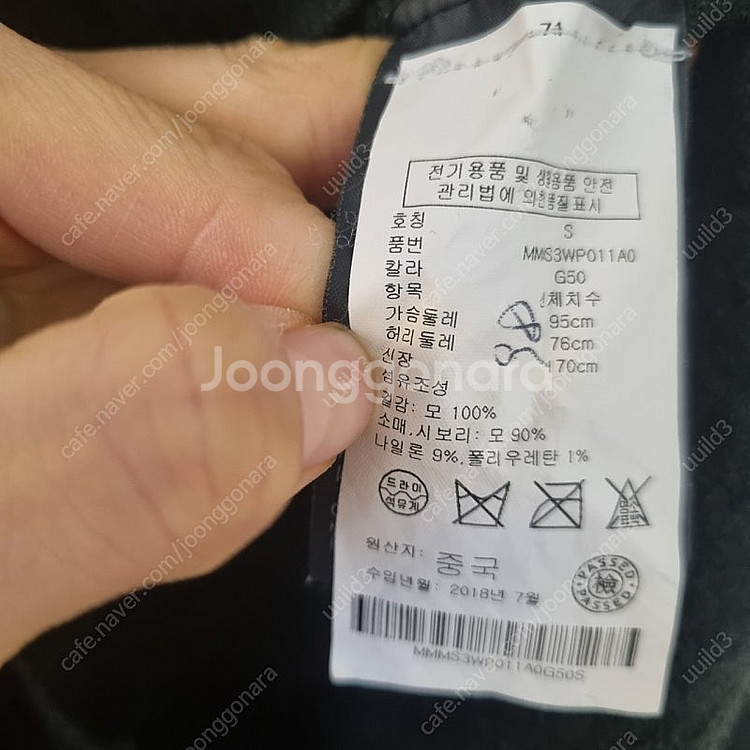 전기용품 및 생활용품 안전
관리법에 의한품질표시
호칭 S
품번 MMS3WP011A0
칼라 G50
항목 신체치수
가슴둘레 95cm
허리둘레 76cm
신장 170cm
섬유조성
겉감: 모 100%
소매,시보리: 모 90%
나일론 9%,폴리우레탄 1%
드라이
석유계
원산지: 중국
수입년월: 2018년 7월
PASSED
檢
PASSED
MMMS3WP011A0G50S
Joonggonara
cafe.naver.com/joonggonara
uuild3